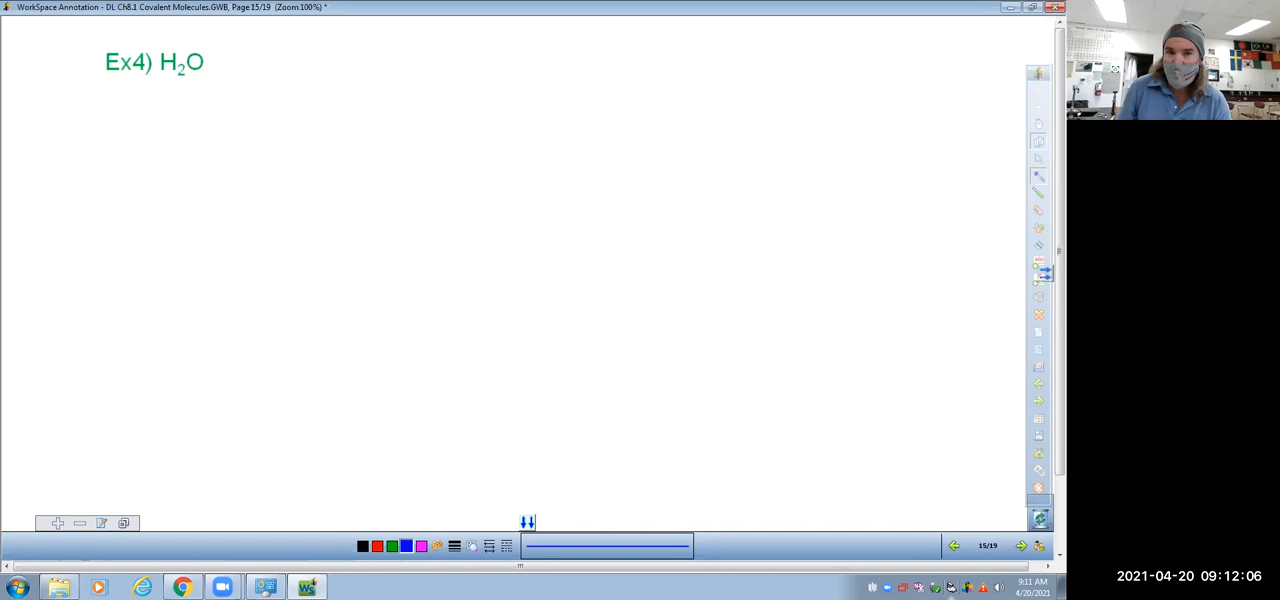 WorkSpace Annotation - DL Ch8.1 Covalent Molecules.GWB, Page 15/19 (Zoom 100%) *
Ex4) H₂O
15/19
9:11 AM
4/20/2021
2021-04-20 09:12:06